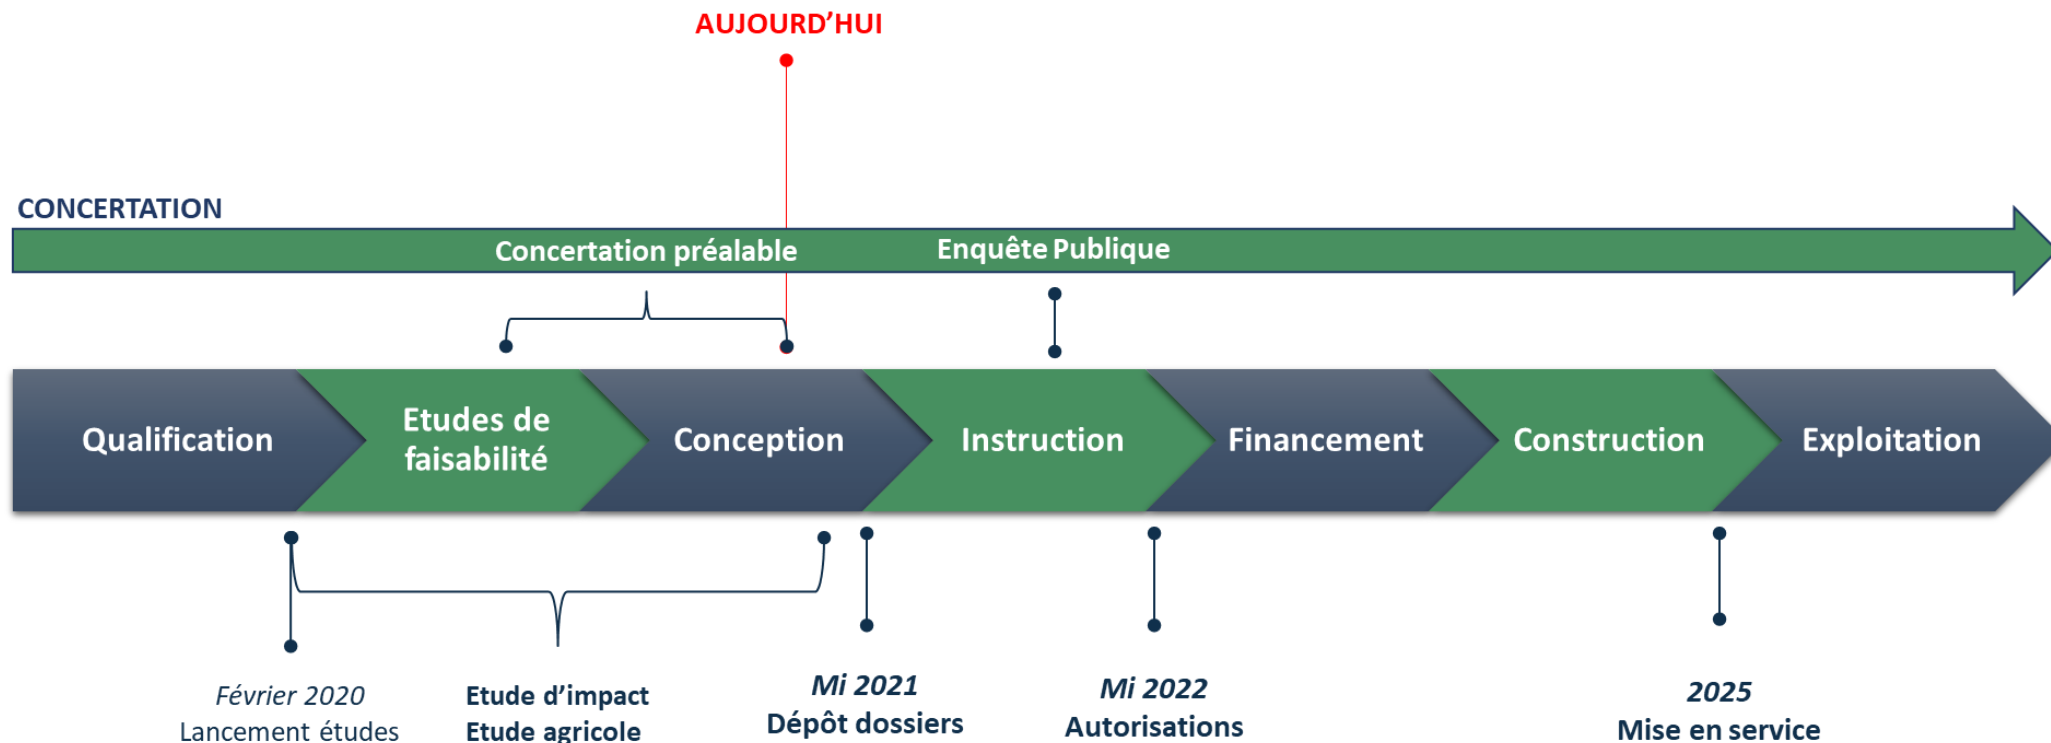 AUJOURD'HUI
CONCERTATION
Concertation préalable
Enquête Publique
Qualification
Etudes de
faisabilité
Conception
Instruction
Financement
Construction
Exploitation
Février 2020
Lancement études
Etude d'impact
Etude agricole
Mi 2021
Dépôt dossiers
Mi 2022
Autorisations
2025
Mise en service